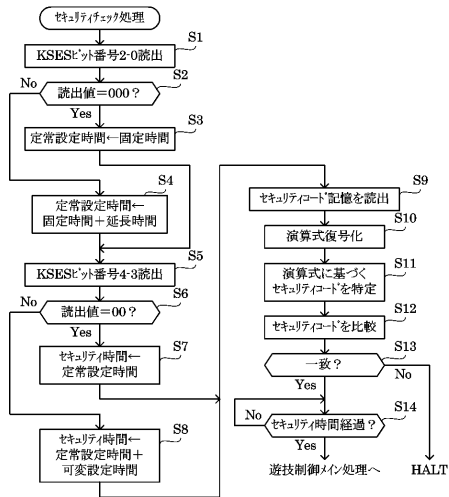 セキュリティチェック処理
S1
KSESビット番号2-0読出
S2
読出値=000?
No
Yes
S3
定常設定時間←固定時間
S4
定常設定時間←
固定時間+延長時間
S5
KSESビット番号4-3読出
S6
読出値=00?
No
Yes
S7
セキュリティ時間←
定常設定時間
S8
セキュリティ時間←
定常設定時間+
可変設定時間
S9
セキュリティコード記憶を読出
S10
演算式復号化
S11
演算式に基づく
セキュリティコードを特定
S12
セキュリティコードを比較
S13
一致?
Yes
No
S14
セキュリティ時間経過?
No
Yes
遊技制御メイン処理へ
HALT